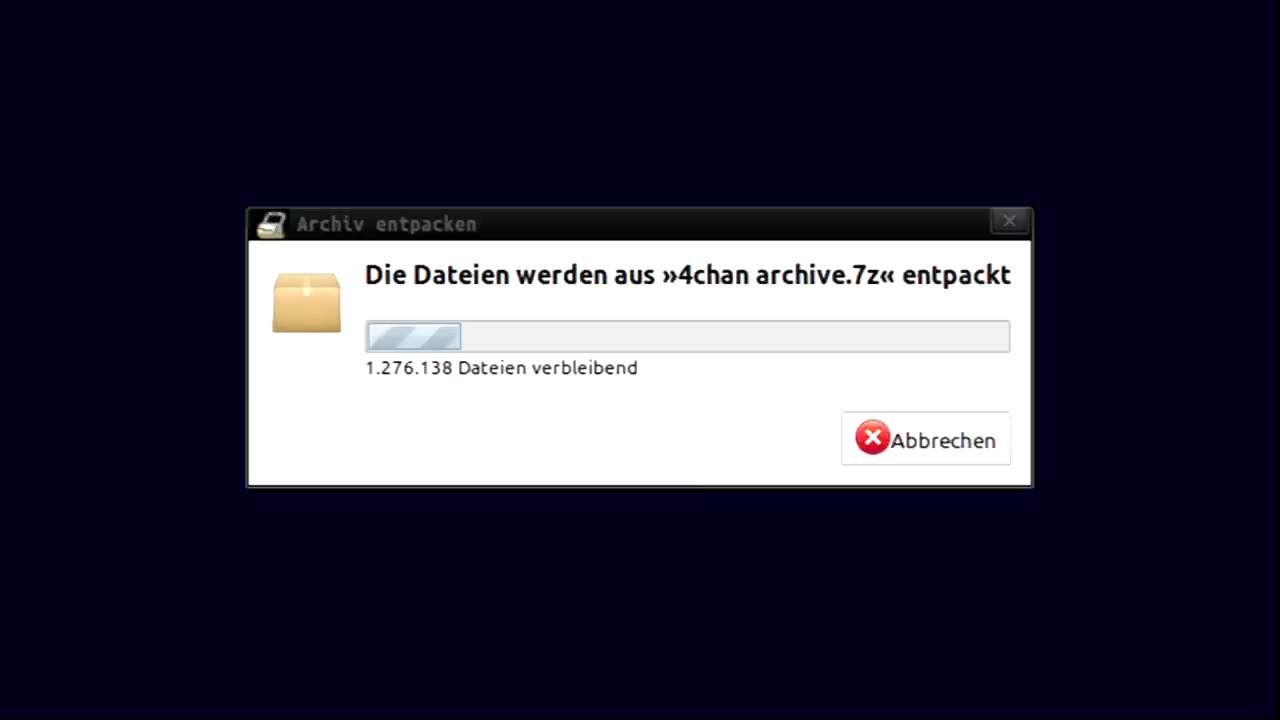 Archiv entpacken
Die Dateien werden aus »4chan archive.7z« entpackt
1.276.138 Dateien verbleibend
Abbrechen